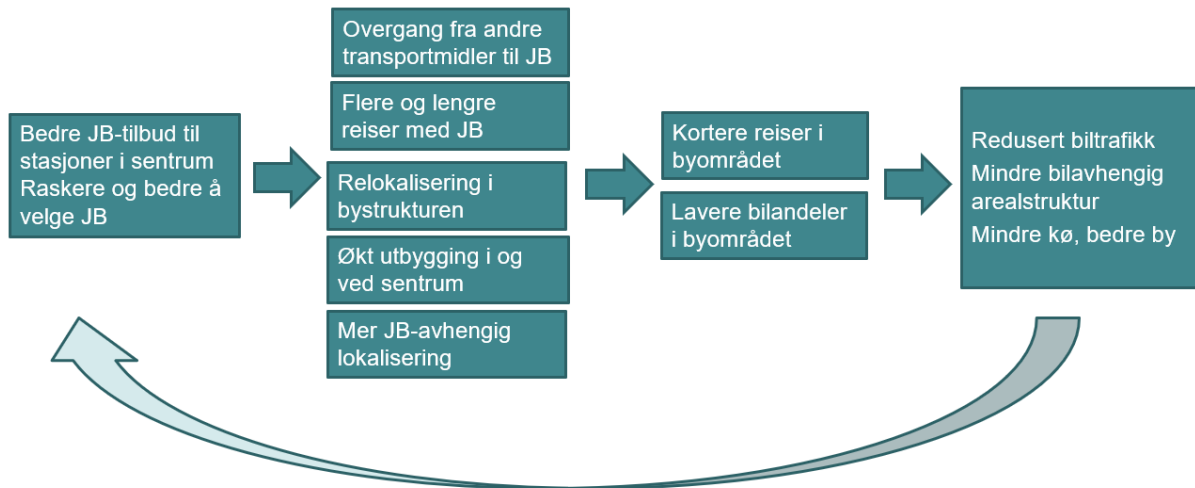 Bedre JB-tilbud til
stasjoner i sentrum
Raskere og bedre å
velge JB
Overgang fra andre
transportmidler til JB
Flere og lengre
reiser med JB
Relokalisering i
bystrukturen
Økt utbygging i og
ved sentrum
Mer JB-avhengig
lokalisering
Kortere reiser i
byområdet
Lavere bilandeler
i byområdet
Redusert biltrafikk
Mindre bilavhengig
arealstruktur
Mindre kø, bedre by